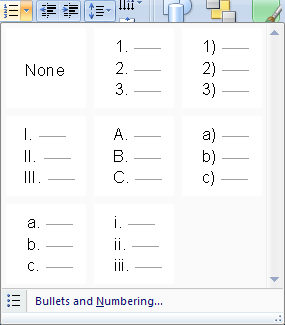 None
1.
2.
3.
1)
2)
3)
I.
II.
III.
A.
B.
C.
a)
b)
c)
a.
b.
c.
i.
ii.
iii.
Bullets and Numbering...